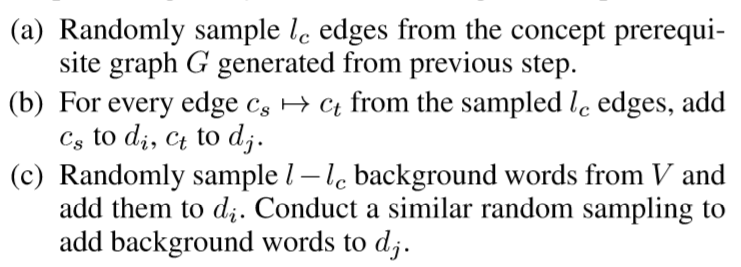 (a) Randomly sample l_c edges from the concept prerequi-
site graph G generated from previous step.
(b) For every edge c_s ↦ c_t from the sampled l_c edges, add
c_s to d_i, c_t to d_j.
(c) Randomly sample l − l_c background words from V and
add them to d_i. Conduct a similar random sampling to
add background words to d_j.